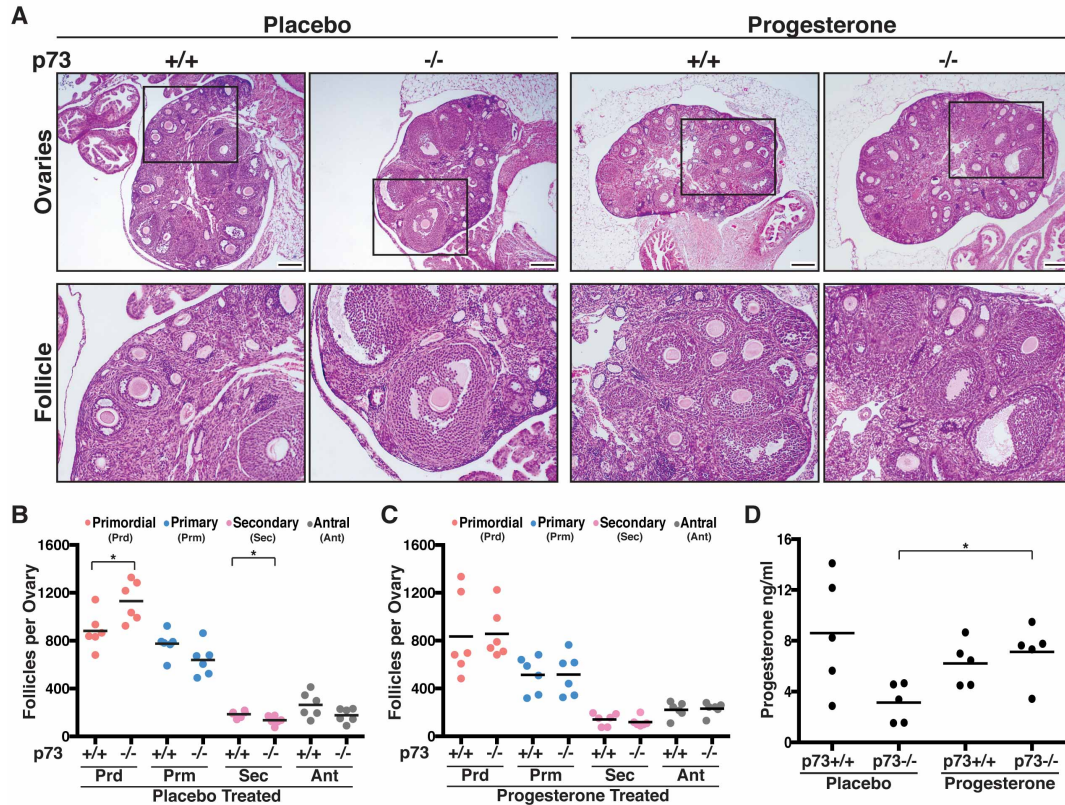 A
Placebo
Progesterone
p73
+/+
-/-
+/+
-/-
Ovaries
Follicle
B
Primordial
(Prd)
Primary
(Prm)
Secondary
(Sec)
Antral
(Ant)
Follicles per Ovary
1600
1200
800
400
0
*
*
p73 +/+ -/- +/+ -/- +/+ -/- +/+ -/-
Prd Prm Sec Ant
Placebo Treated
C
Primordial
(Prd)
Primary
(Prm)
Secondary
(Sec)
Antral
(Ant)
Follicles per Ovary
1600
1200
800
400
0
p73 +/+ -/- +/+ -/- +/+ -/- +/+ -/-
Prd Prm Sec Ant
Progesterone Treated
D
Progesterone ng/ml
16
12
8
4
0
*
p73+/+ p73-/- p73+/+ p73-/-
Placebo Progesterone